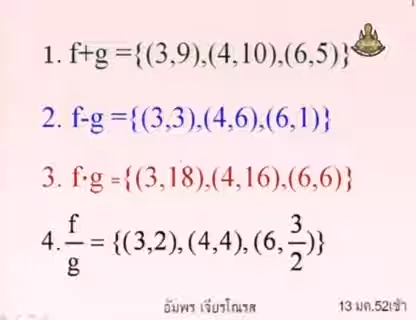 1. f+g ={(3,9),(4,10),(6,5)}
2. f-g ={(3,3),(4,6),(6,1)}
3. f·g ={(3,18),(4,16),(6,6)}
4. f/g = {(3,2),(4,4),(6,3/2)}
อัมพร เจียรโณรส 13 มค.52เช้า